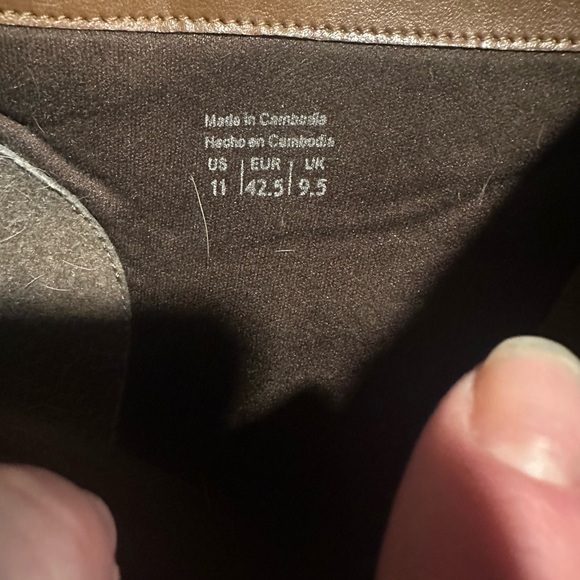 Made in Cambodia
Hecho en Cambodia
US | EUR | UK
11 | 42.5 | 9.5